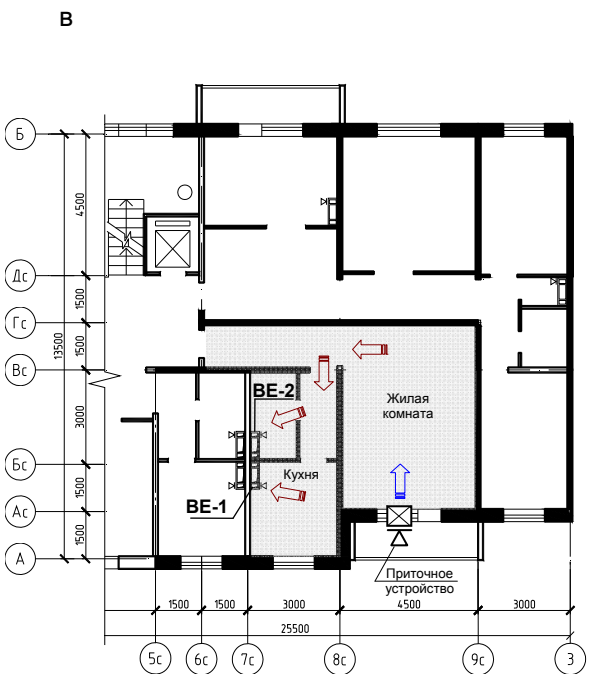 В
Б
4500
Дс
1500
Гс
13500
1500
Вс
ВЕ-2
Жилая
комната
3000
Бс
Кухня
1500
ВЕ-1
Ас
1500
А
Приточное
устройство
1500
1500
3000
4500
3000
25500
5с
6с
7с
8с
9с
3